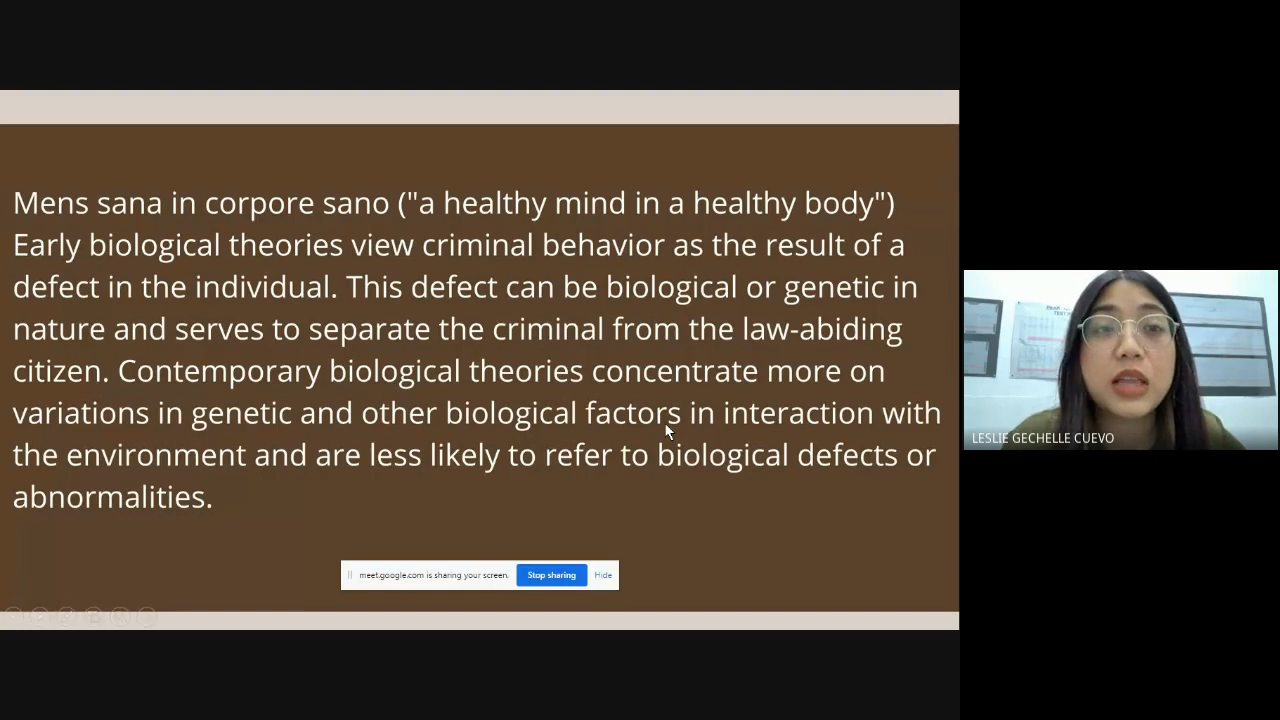 Mens sana in corpore sano ("a healthy mind in a healthy body")
Early biological theories view criminal behavior as the result of a
defect in the individual. This defect can be biological or genetic in
nature and serves to separate the criminal from the law-abiding
citizen. Contemporary biological theories concentrate more on
variations in genetic and other biological factors in interaction with
the environment and are less likely to refer to biological defects or
abnormalities.
meet.google.com is sharing your screen. Stop sharing Hide
LESLIE GECHELLE CUEVO